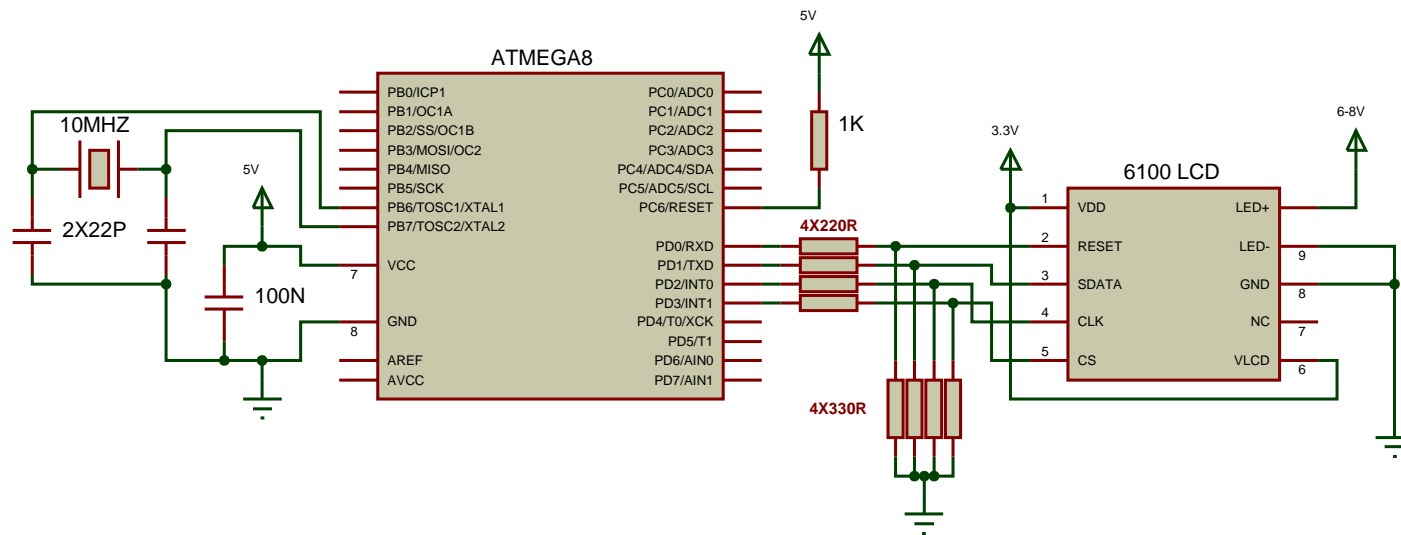 5V
ATMEGA8
PB0/ICP1
PB1/OC1A
PB2/SS/OC1B
PB3/MOSI/OC2
PB4/MISO
PB5/SCK
PB6/TOSC1/XTAL1
PB7/TOSC2/XTAL2
VCC
7
GND
8
AREF
AVCC
PC0/ADC0
PC1/ADC1
PC2/ADC2
PC3/ADC3
PC4/ADC4/SDA
PC5/ADC5/SCL
PC6/RESET
PD0/RXD
PD1/TXD
PD2/INT0
PD3/INT1
PD4/T0/XCK
PD5/T1
PD6/AIN0
PD7/AIN1
10MHZ
2X22P
5V
100N
1K
4X220R
4X330R
3.3V
6-8V
6100 LCD
1
VDD
2
RESET
3
SDATA
4
CLK
5
CS
LED+
LED-
9
GND
8
NC
7
VLCD
6